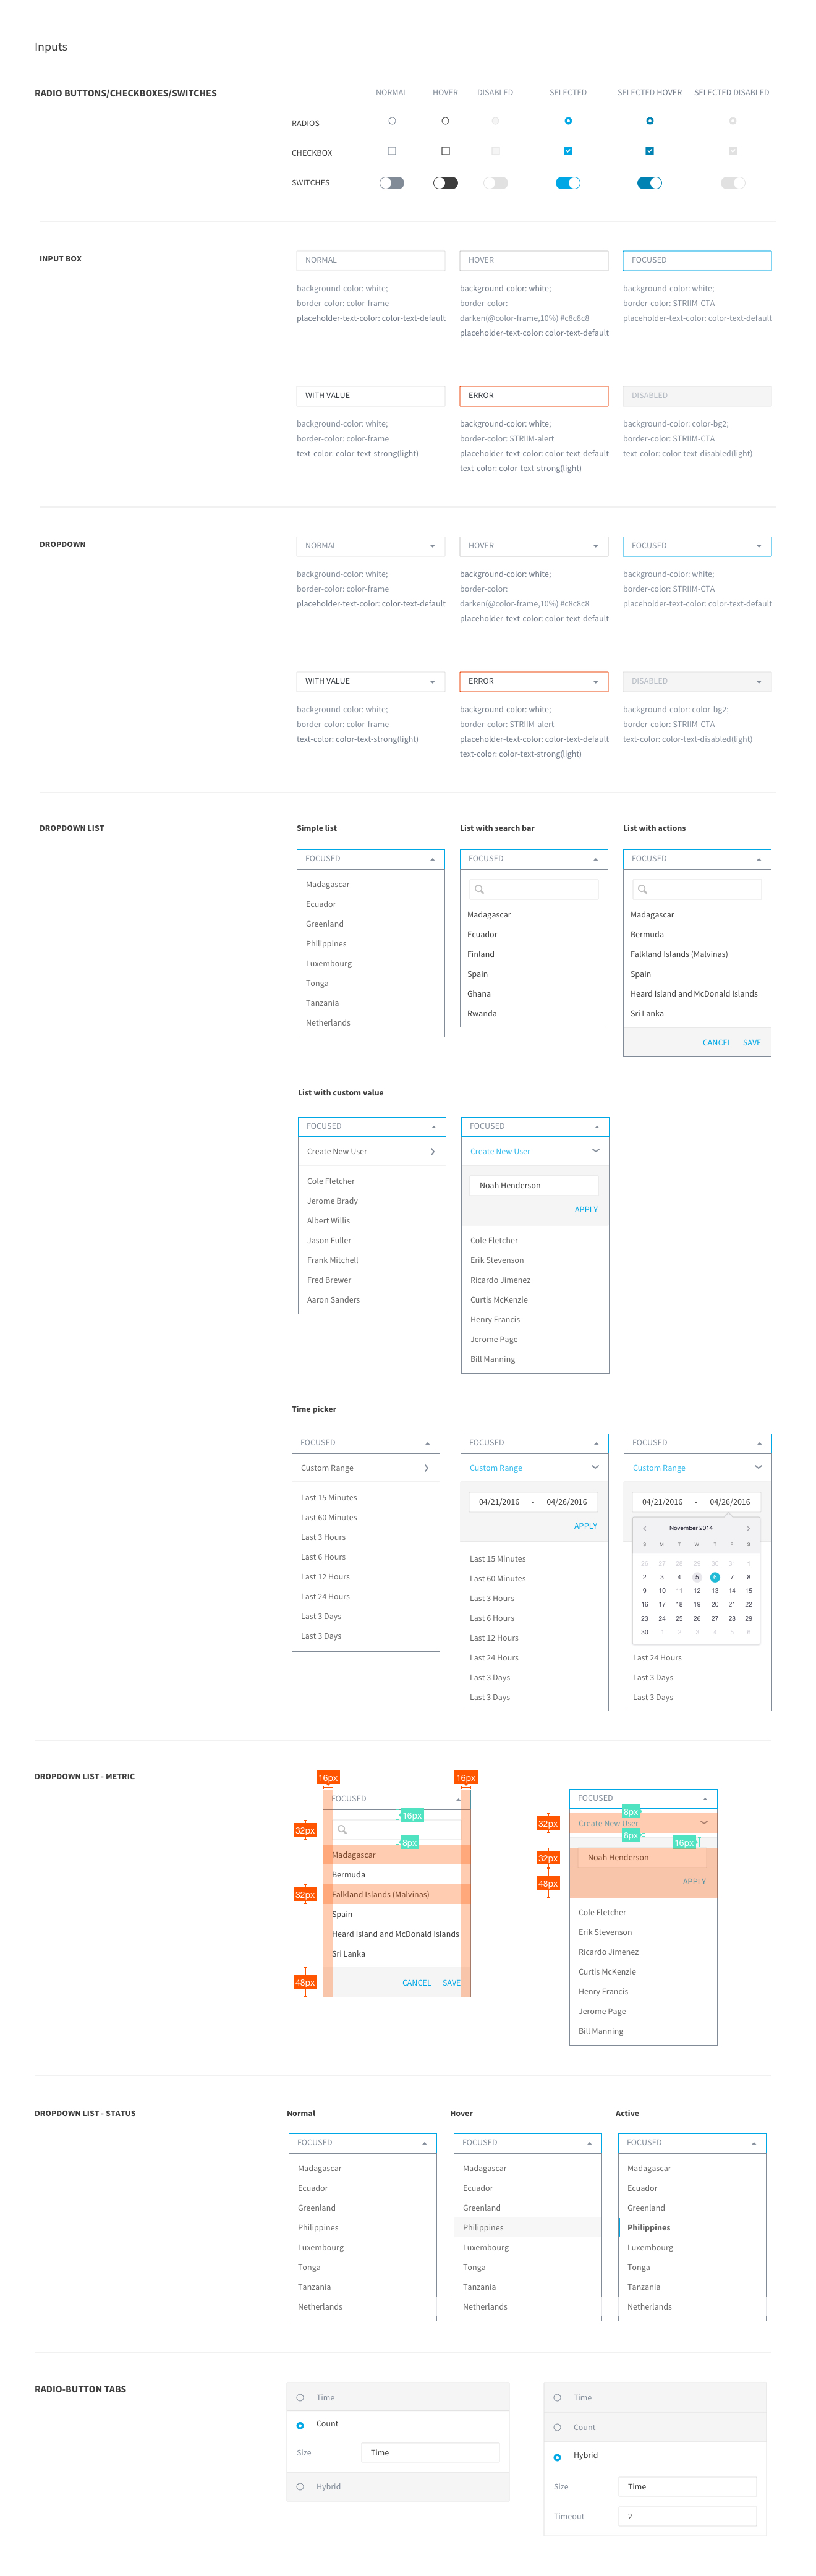 Inputs
RADIO BUTTONS/CHECKBOXES/SWITCHES
NORMAL HOVER DISABLED SELECTED SELECTED HOVER SELECTED DISABLED
RADIOS
CHECKBOX
SWITCHES
INPUT BOX
NORMAL HOVER FOCUSED
background-color: white; background-color: white; background-color: white;
border-color: color-frame border-color: border-color: STRIIM-CTA
placeholder-text-color: color-text-default darken(@color-frame,10%) #c8c8c8 placeholder-text-color: color-text-default
placeholder-text-color: color-text-default
WITH VALUE ERROR DISABLED
background-color: white; background-color: white; background-color: color-bg2;
border-color: color-frame border-color: STRIIM-alert border-color: STRIIM-CTA
text-color: color-text-strong(light) placeholder-text-color: color-text-default text-color: color-text-disabled(light)
text-color: color-text-strong(light)
DROPDOWN
NORMAL HOVER FOCUSED
background-color: white; background-color: white; background-color: white;
border-color: color-frame border-color: border-color: STRIIM-CTA
placeholder-text-color: color-text-default darken(@color-frame,10%) #c8c8c8 placeholder-text-color: color-text-default
placeholder-text-color: color-text-default
WITH VALUE ERROR DISABLED
background-color: white; background-color: white; background-color: color-bg2;
border-color: color-frame border-color: STRIIM-alert border-color: STRIIM-CTA
text-color: color-text-strong(light) placeholder-text-color: color-text-default text-color: color-text-disabled(light)
text-color: color-text-strong(light)
DROPDOWN LIST
Simple list
FOCUSED
Madagascar
Ecuador
Greenland
Philippines
Luxembourg
Tonga
Tanzania
Netherlands
List with search bar
FOCUSED
Madagascar
Ecuador
Finland
Spain
Ghana
Rwanda
List with actions
FOCUSED
Madagascar
Bermuda
Falkland Islands (Malvinas)
Spain
Heard Island and McDonald Islands
Sri Lanka
CANCEL SAVE
List with custom value
FOCUSED
Create New User
Cole Fletcher
Jerome Brady
Albert Willis
Jason Fuller
Frank Mitchell
Fred Brewer
Aaron Sanders
FOCUSED
Create New User
Noah Henderson
APPLY
Cole Fletcher
Erik Stevenson
Ricardo Jimenez
Curtis McKenzie
Henry Francis
Jerome Page
Bill Manning
Time picker
FOCUSED
Custom Range
Last 15 Minutes
Last 60 Minutes
Last 3 Hours
Last 6 Hours
Last 12 Hours
Last 24 Hours
Last 3 Days
Last 3 Days
FOCUSED
Custom Range
04/21/2016 - 04/26/2016
APPLY
Last 15 Minutes
Last 60 Minutes
Last 3 Hours
Last 6 Hours
Last 12 Hours
Last 24 Hours
Last 3 Days
Last 3 Days
FOCUSED
Custom Range
04/21/2016 - 04/26/2016
November 2014
S M T W T F S
26 27 28 29 30 31 1
2 3 4 5 6 7 8
9 10 11 12 13 14 15
16 17 18 19 20 21 22
23 24 25 26 27 28 29
30 1 2 3 4 5 6
Last 24 Hours
Last 3 Days
Last 3 Days
DROPDOWN LIST - METRIC
16px 16px
FOCUSED
16px
32px
8px
Madagascar
Bermuda
32px Falkland Islands (Malvinas)
Spain
Heard Island and McDonald Islands
Sri Lanka
48px CANCEL SAVE
FOCUSED
8px
32px Create New User
8px
16px
32px Noah Henderson
48px APPLY
Cole Fletcher
Erik Stevenson
Ricardo Jimenez
Curtis McKenzie
Henry Francis
Jerome Page
Bill Manning
DROPDOWN LIST - STATUS
Normal
FOCUSED
Madagascar
Ecuador
Greenland
Philippines
Luxembourg
Tonga
Tanzania
Netherlands
Hover
FOCUSED
Madagascar
Ecuador
Greenland
Philippines
Luxembourg
Tonga
Tanzania
Netherlands
Active
FOCUSED
Madagascar
Ecuador
Greenland
Philippines
Luxembourg
Tonga
Tanzania
Netherlands
RADIO-BUTTON TABS
Time
Count
Size Time
Hybrid
Time
Count
Hybrid
Size Time
Timeout 2